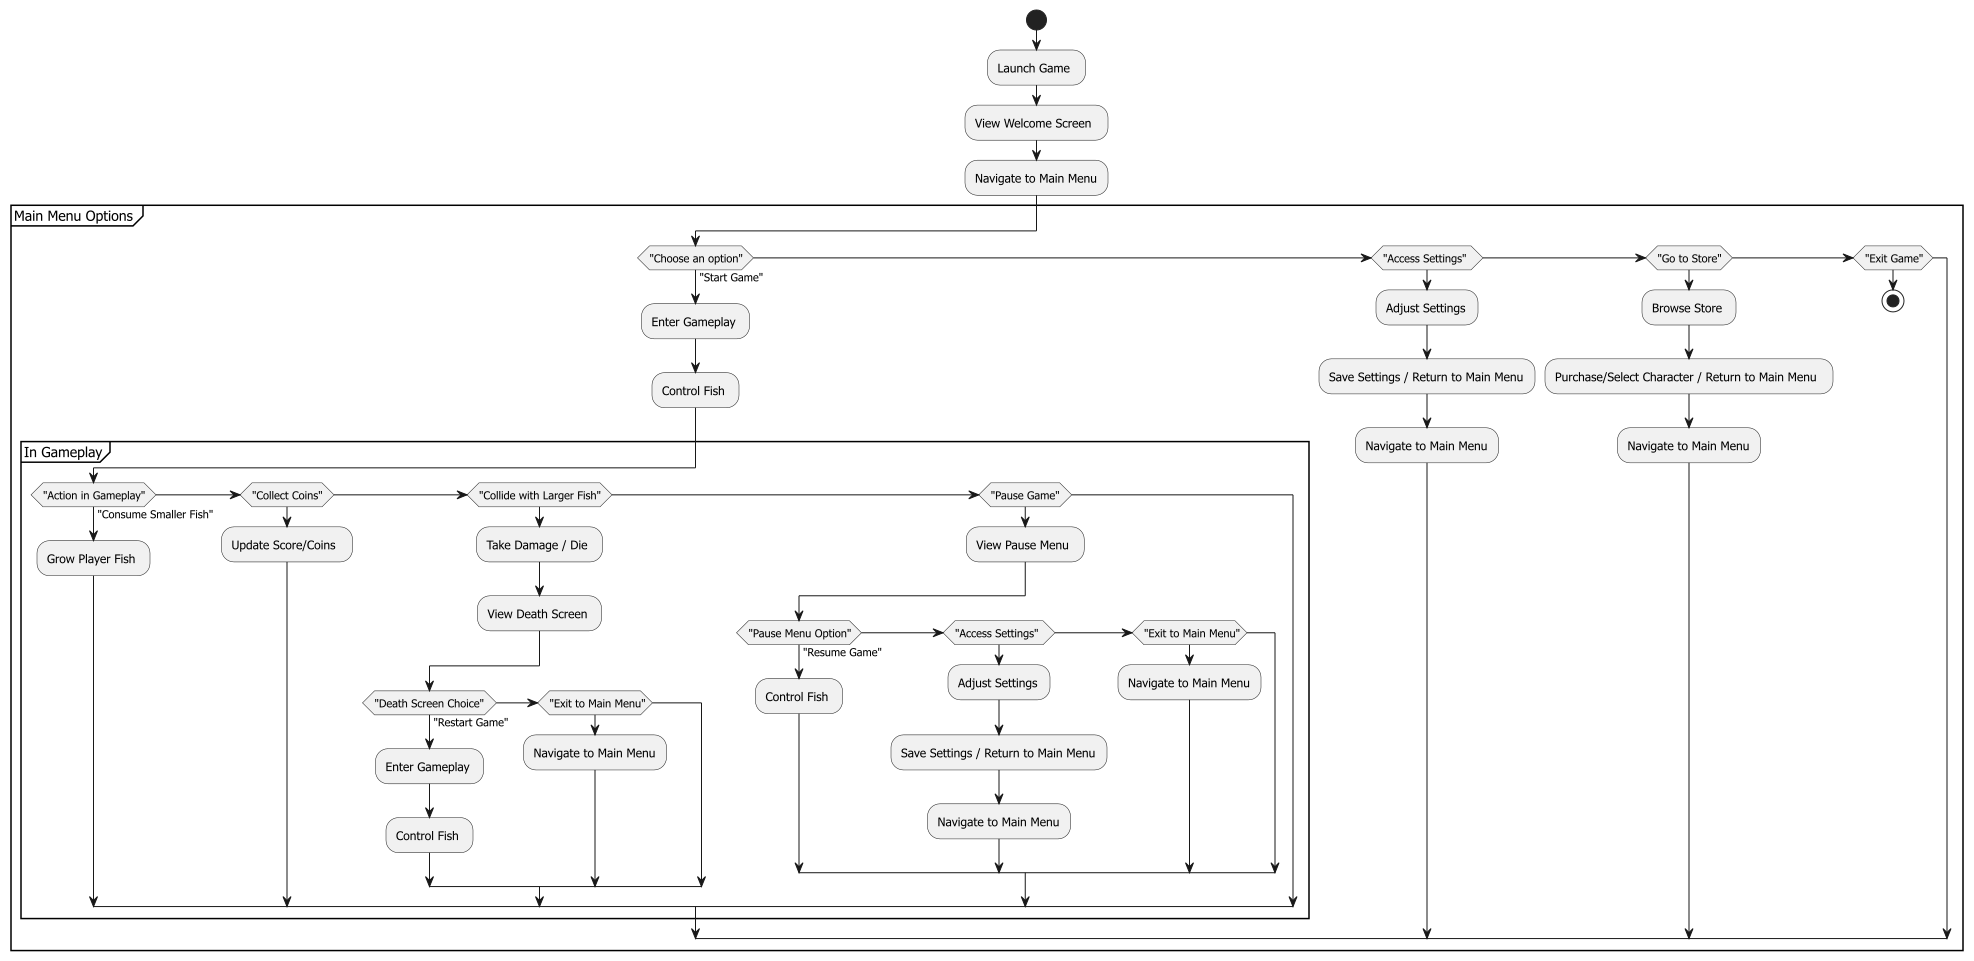 Launch Game
View Welcome Screen
Navigate to Main Menu
Main Menu Options
"Choose an option"
"Start Game"
Enter Gameplay
Control Fish
In Gameplay
"Action in Gameplay"
"Consume Smaller Fish"
Grow Player Fish
"Collect Coins"
Update Score/Coins
"Collide with Larger Fish"
Take Damage / Die
View Death Screen
"Death Screen Choice"
"Restart Game"
Enter Gameplay
Control Fish
"Exit to Main Menu"
Navigate to Main Menu
"Pause Game"
View Pause Menu
"Pause Menu Option"
"Resume Game"
Control Fish
"Access Settings"
Adjust Settings
Save Settings / Return to Main Menu
Navigate to Main Menu
"Exit to Main Menu"
Navigate to Main Menu
"Access Settings"
Adjust Settings
Save Settings / Return to Main Menu
Navigate to Main Menu
"Go to Store"
Browse Store
Purchase/Select Character / Return to Main Menu
Navigate to Main Menu
"Exit Game"